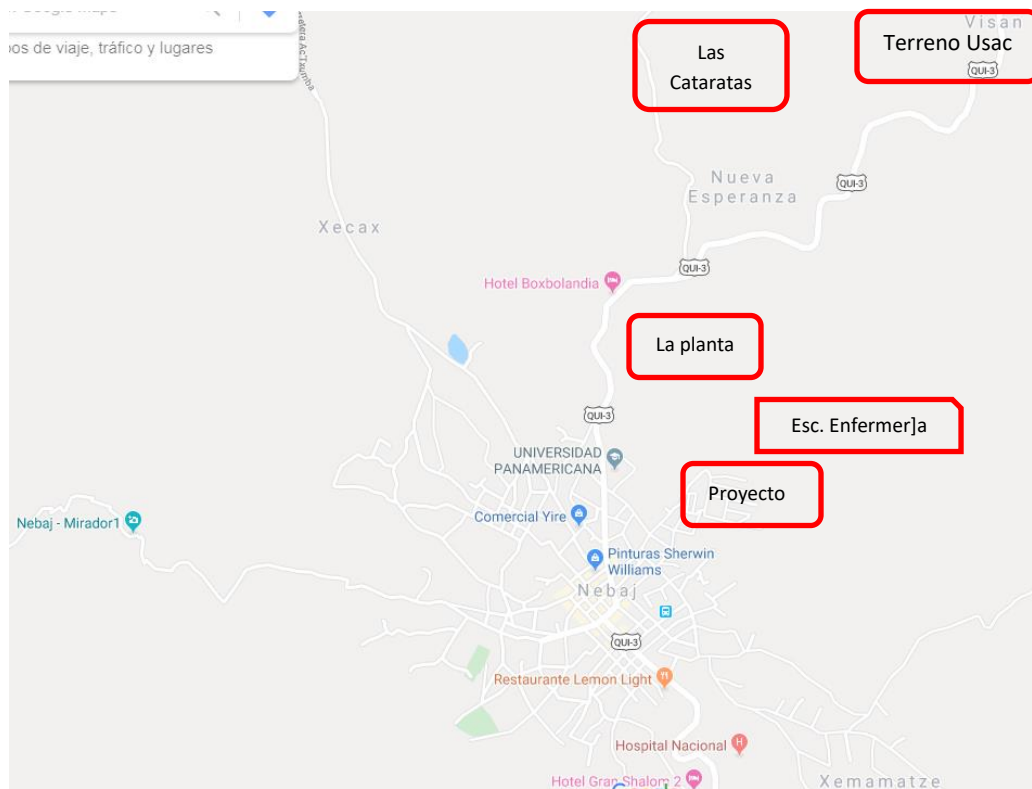 de viaje, tráfico y lugares
Las
Cataratas
Visan
Terreno Usac
QUI-3
Nueva
Esperanza
QUI-3
Xecax
QUI-3
Hotel Boxbolandia
La planta
QUI-3
Esc. Enfermer]a
UNIVERSIDAD
PANAMERICANA
Proyecto
Comercial Yire
Nebaj - Mirador1
Pinturas Sherwin
Williams
Nebaj
QUI-3
Restaurante Lemon Light
Hospital Nacional
Hotel Gran Shalom 2
Xemamatze